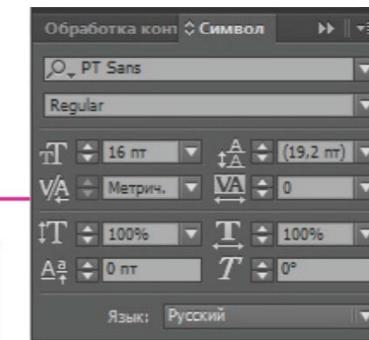 Обработка конт Символ
PT Sans
Regular
16 пт (19,2 пт)
Метрич. 0
100% 100%
0 пт 0°
Язык: Русский